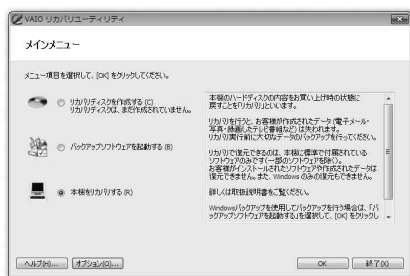 VAIO リカバリユーティリティ
メインメニュー
メニュー項目を選択して、[OK] をクリックしてください。
リカバリディスクを作成する (C)
リカバリディスクは、まだ作成されていません。
バックアップソフトウェアを起動する (B)
本機をリカバリする (R)
本機のハードディスクの内容をお買い上げ時の状態に
戻すことを「リカバリ」といいます。
リカバリを行うと、お客様が作成されたデータ (電子メール・
写真・録画したテレビ番組など) は失われます。
リカバリ実行前に大切なデータのバックアップを行ってください。
リカバリで復元できるのは、本機に標準で付属されている
ソフトウェアのみです (一部のソフトウェアを除く)。
お客様がインストールされたソフトウェアや作成されたデータは
復元できません。また、Windows のみの復元もできません。
詳しくは取扱説明書をご覧ください。
Windowsバックアップを使用してバックアップを行う場合は、「バ
ックアップソフトウェアを起動する」を選択して、[OK] をクリックし
ヘルプ(H)...
オプション(O)...
OK
終了(X)